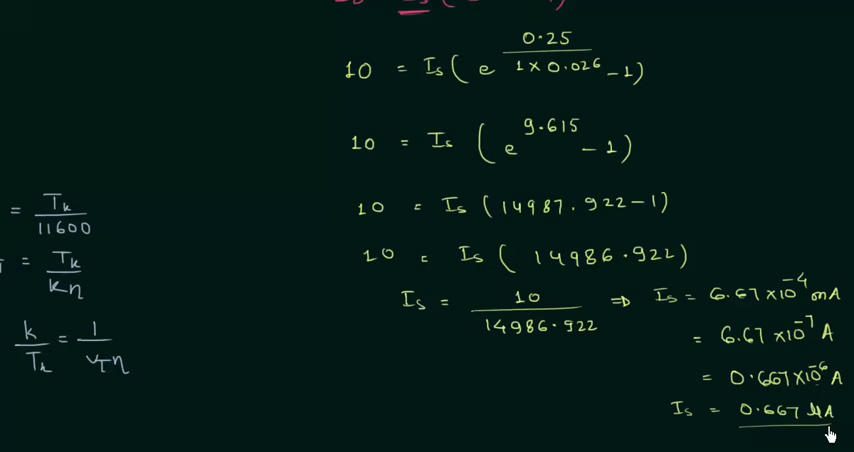 10 = Is ( e^(0.25 / 1 × 0.026) - 1)
10 = Is ( e^9.615 - 1)
10 = Is ( 14987.922 - 1)
10 = Is ( 14986.922)
Is = 10 / 14986.922 ⇒ Is = 6.67 × 10^-4 mA
= 6.67 × 10^-7 A
= 0.667 × 10^-6 A
Is = 0.667 μA
= Tk / 11600
= Tk / kη
k / Tk = 1 / VTη